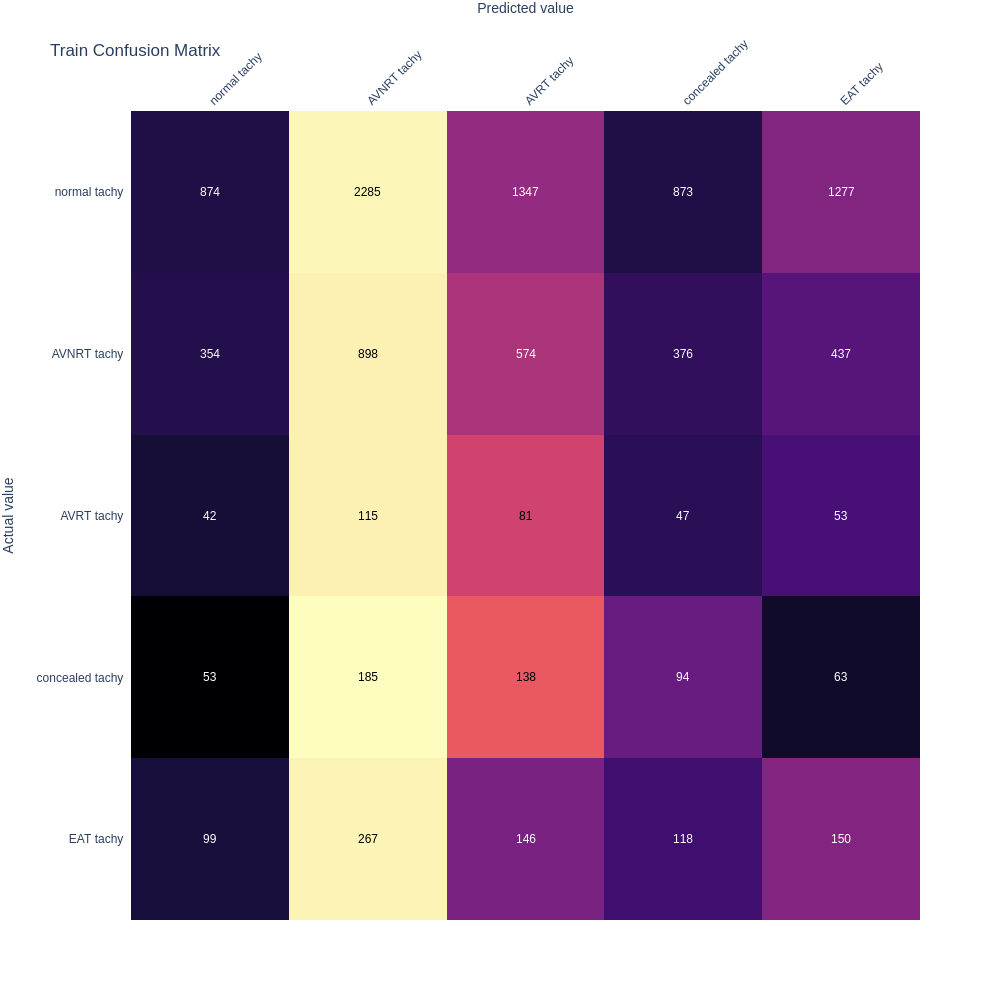 Predicted value
Train Confusion Matrix
normal tachy AVNRT tachy AVRT tachy concealed tachy EAT tachy
normal tachy 874 2285 1347 873 1277
AVNRT tachy 354 898 574 376 437
AVRT tachy 42 115 81 47 53
Actual value
concealed tachy 53 185 138 94 63
EAT tachy 99 267 146 118 150